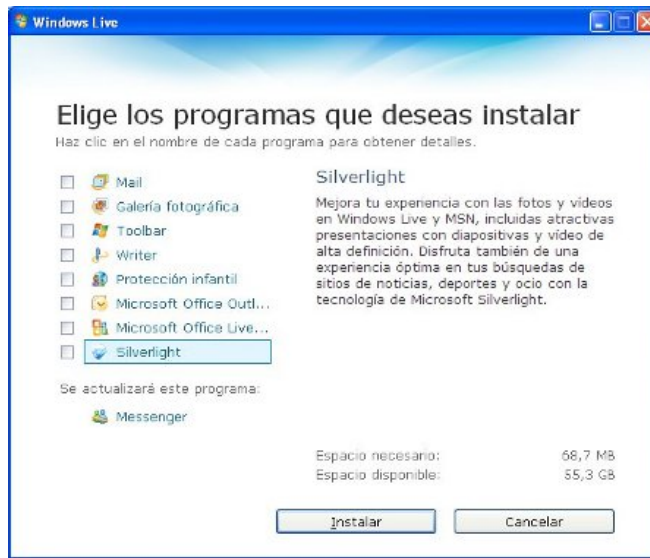 Windows Live
Elige los programas que deseas instalar
Haz clic en el nombre de cada programa para obtener detalles.
Mail
Galería fotográfica
Toolbar
Writer
Protección infantil
Microsoft Office Outl...
Microsoft Office Live...
Silverlight
Se actualizará este programa:
Messenger
Silverlight
Mejora tu experiencia con las fotos y vídeos
en Windows Live y MSN, incluidas atractivas
presentaciones con diapositivas y vídeo de
alta definición. Disfruta también de una
experiencia óptima en tus búsquedas de
sitios de noticias, deportes y ocio con la
tecnología de Microsoft Silverlight.
Espacio necesario: 68,7 MB
Espacio disponible: 55,3 GB
Instalar
Cancelar